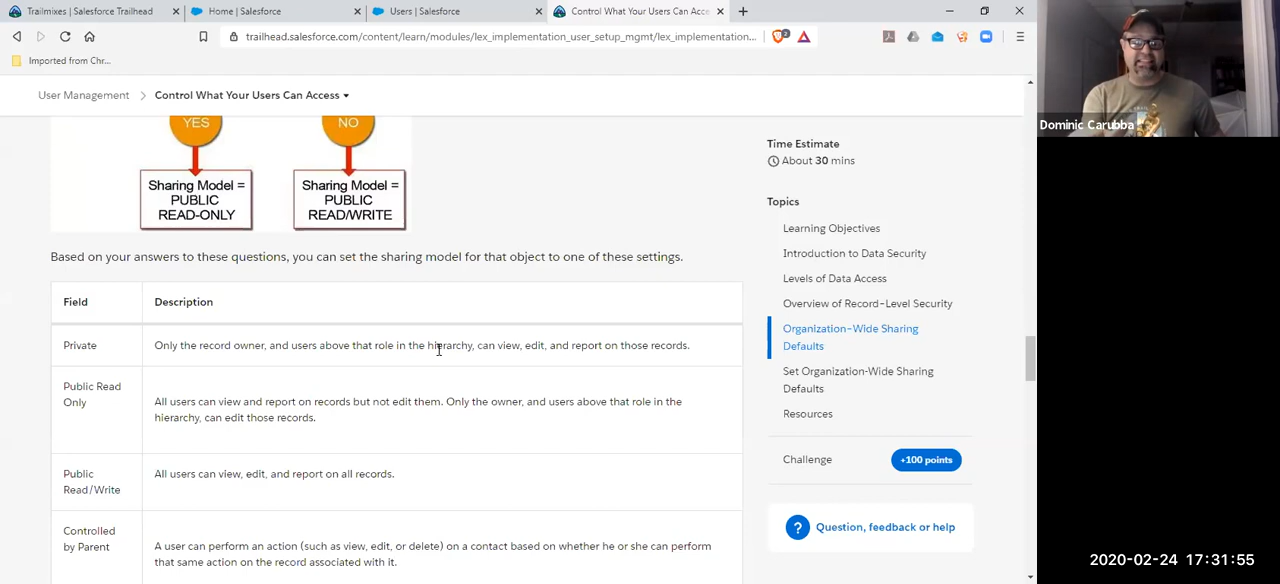 Trailmixes | Salesforce Trailhead
Home | Salesforce
Users | Salesforce
Control What Your Users Can Acce
trailhead.salesforce.com/content/learn/modules/lex_implementation_user_setup_mgmt/lex_implementation...
2
Imported from Chr...
User Management > Control What Your Users Can Access
Dominic Carubba
YES
NO
Sharing Model =
PUBLIC
READ-ONLY
Sharing Model =
PUBLIC
READ/WRITE
Based on your answers to these questions, you can set the sharing model for that object to one of these settings.
Field
Description
Private
Only the record owner, and users above that role in the hierarchy, can view, edit, and report on those records.
Public Read
Only
All users can view and report on records but not edit them. Only the owner, and users above that role in the
hierarchy, can edit those records.
Public
Read/Write
All users can view, edit, and report on all records.
Controlled
by Parent
A user can perform an action (such as view, edit, or delete) on a contact based on whether he or she can perform
that same action on the record associated with it.
Time Estimate
About 30 mins
Topics
Learning Objectives
Introduction to Data Security
Levels of Data Access
Overview of Record-Level Security
Organization-Wide Sharing
Defaults
Set Organization-Wide Sharing
Defaults
Resources
Challenge
+100 points
? Question, feedback or help
2020-02-24 17:31:55